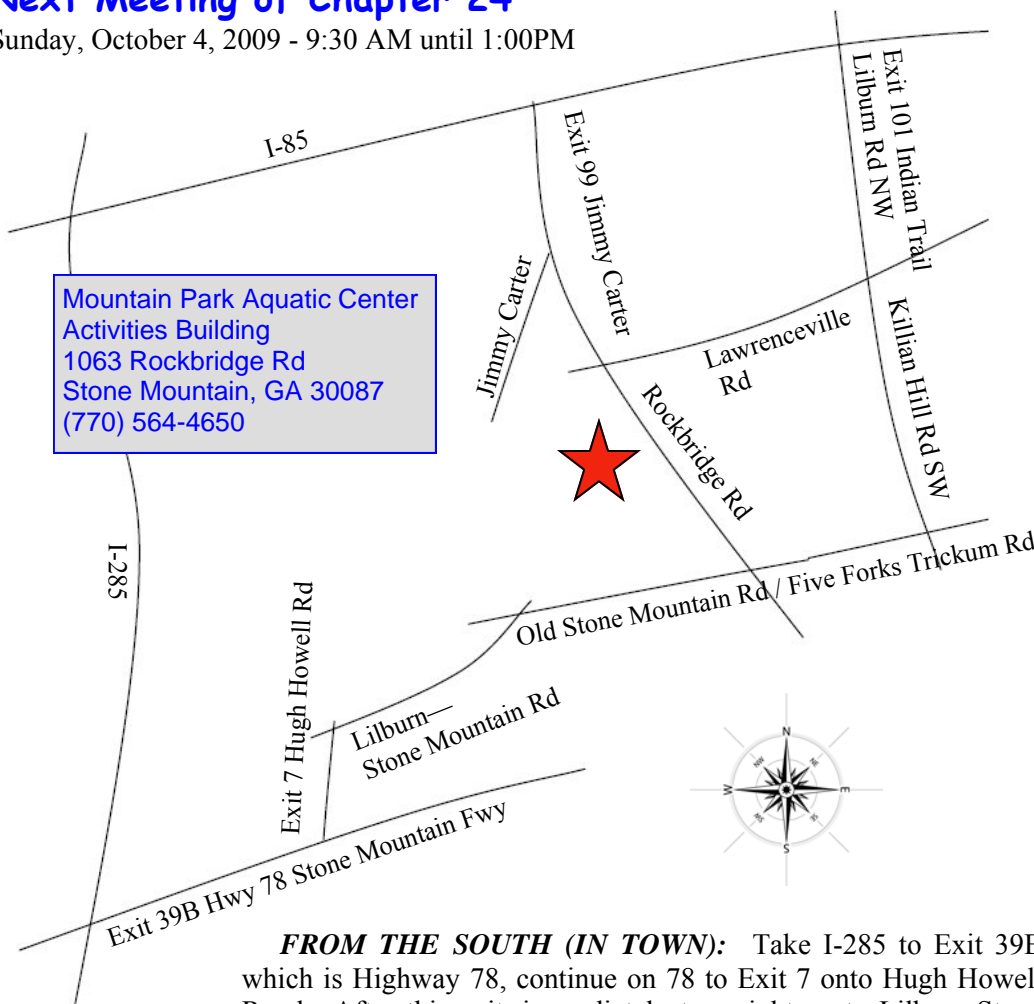 Next Meeting of Chapter 24
Sunday, October 4, 2009 - 9:30 AM until 1:00PM
I-85
Exit 99 Jimmy Carter
Exit 101 Indian Trail
Lilburn Rd NW
Mountain Park Aquatic Center
Activities Building
1063 Rockbridge Rd
Stone Mountain, GA 30087
(770) 564-4650
Jimmy Carter
Lawrenceville
Rd
Killian Hill Rd SW
Rockbridge Rd
I-285
Old Stone Mountain Rd / Five Forks Trickum Rd
Exit 7 Hugh Howell Rd
Lilburn—
Stone Mountain Rd
Exit 39B Hwy 78 Stone Mountain Fwy
N
NW
NE
W
E
SW
SE
S
FROM THE SOUTH (IN TOWN): Take I-285 to Exit 39B
which is Highway 78, continue on 78 to Exit 7 onto Hugh Howell